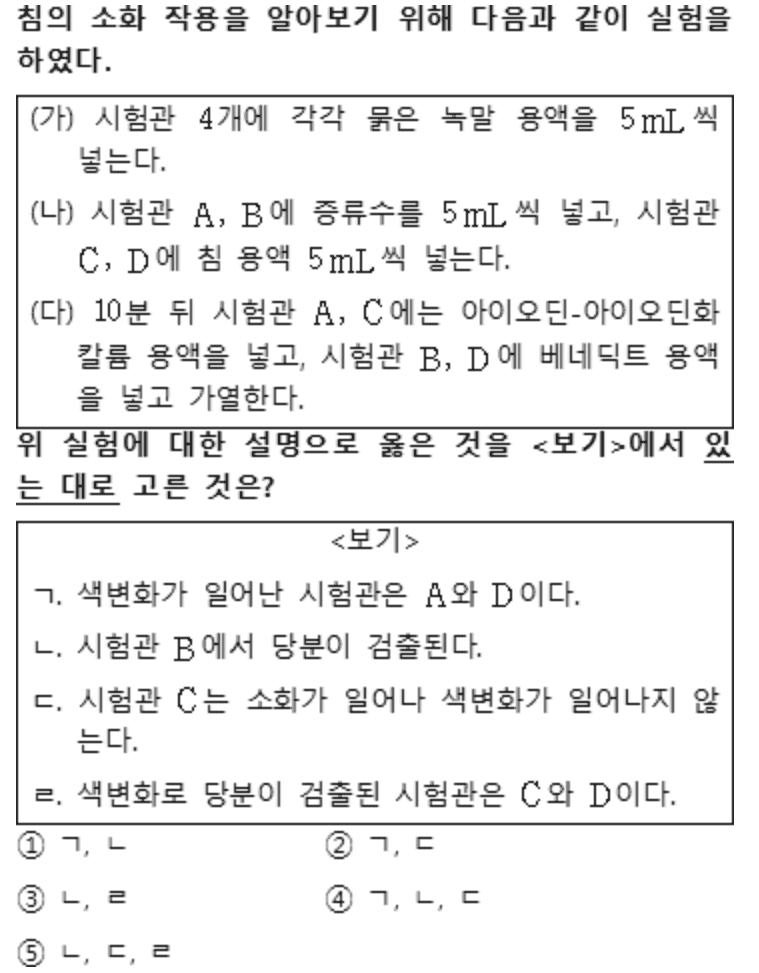 침의 소화 작용을 알아보기 위해 다음과 같이 실험을
하였다.
(가) 시험관 4개에 각각 묽은 녹말 용액을 5mL씩
넣는다.
(나) 시험관 A, B에 증류수를 5mL씩 넣고, 시험관
C, D에 침 용액 5mL씩 넣는다.
(다) 10분 뒤 시험관 A, C에는 아이오딘-아이오딘화
칼륨 용액을 넣고, 시험관 B, D에 베네딕트 용액
을 넣고 가열한다.
위 실험에 대한 설명으로 옳은 것을 <보기>에서 있
는 대로 고른 것은?
<보기>
ㄱ. 색변화가 일어난 시험관은 A와 D이다.
ㄴ. 시험관 B에서 당분이 검출된다.
ㄷ. 시험관 C는 소화가 일어나 색변화가 일어나지 않
는다.
ㄹ. 색변화로 당분이 검출된 시험관은 C와 D이다.
① ㄱ, ㄴ ② ㄱ, ㄷ
③ ㄴ, ㄹ ④ ㄱ, ㄴ, ㄷ
⑤ ㄴ, ㄷ, ㄹ